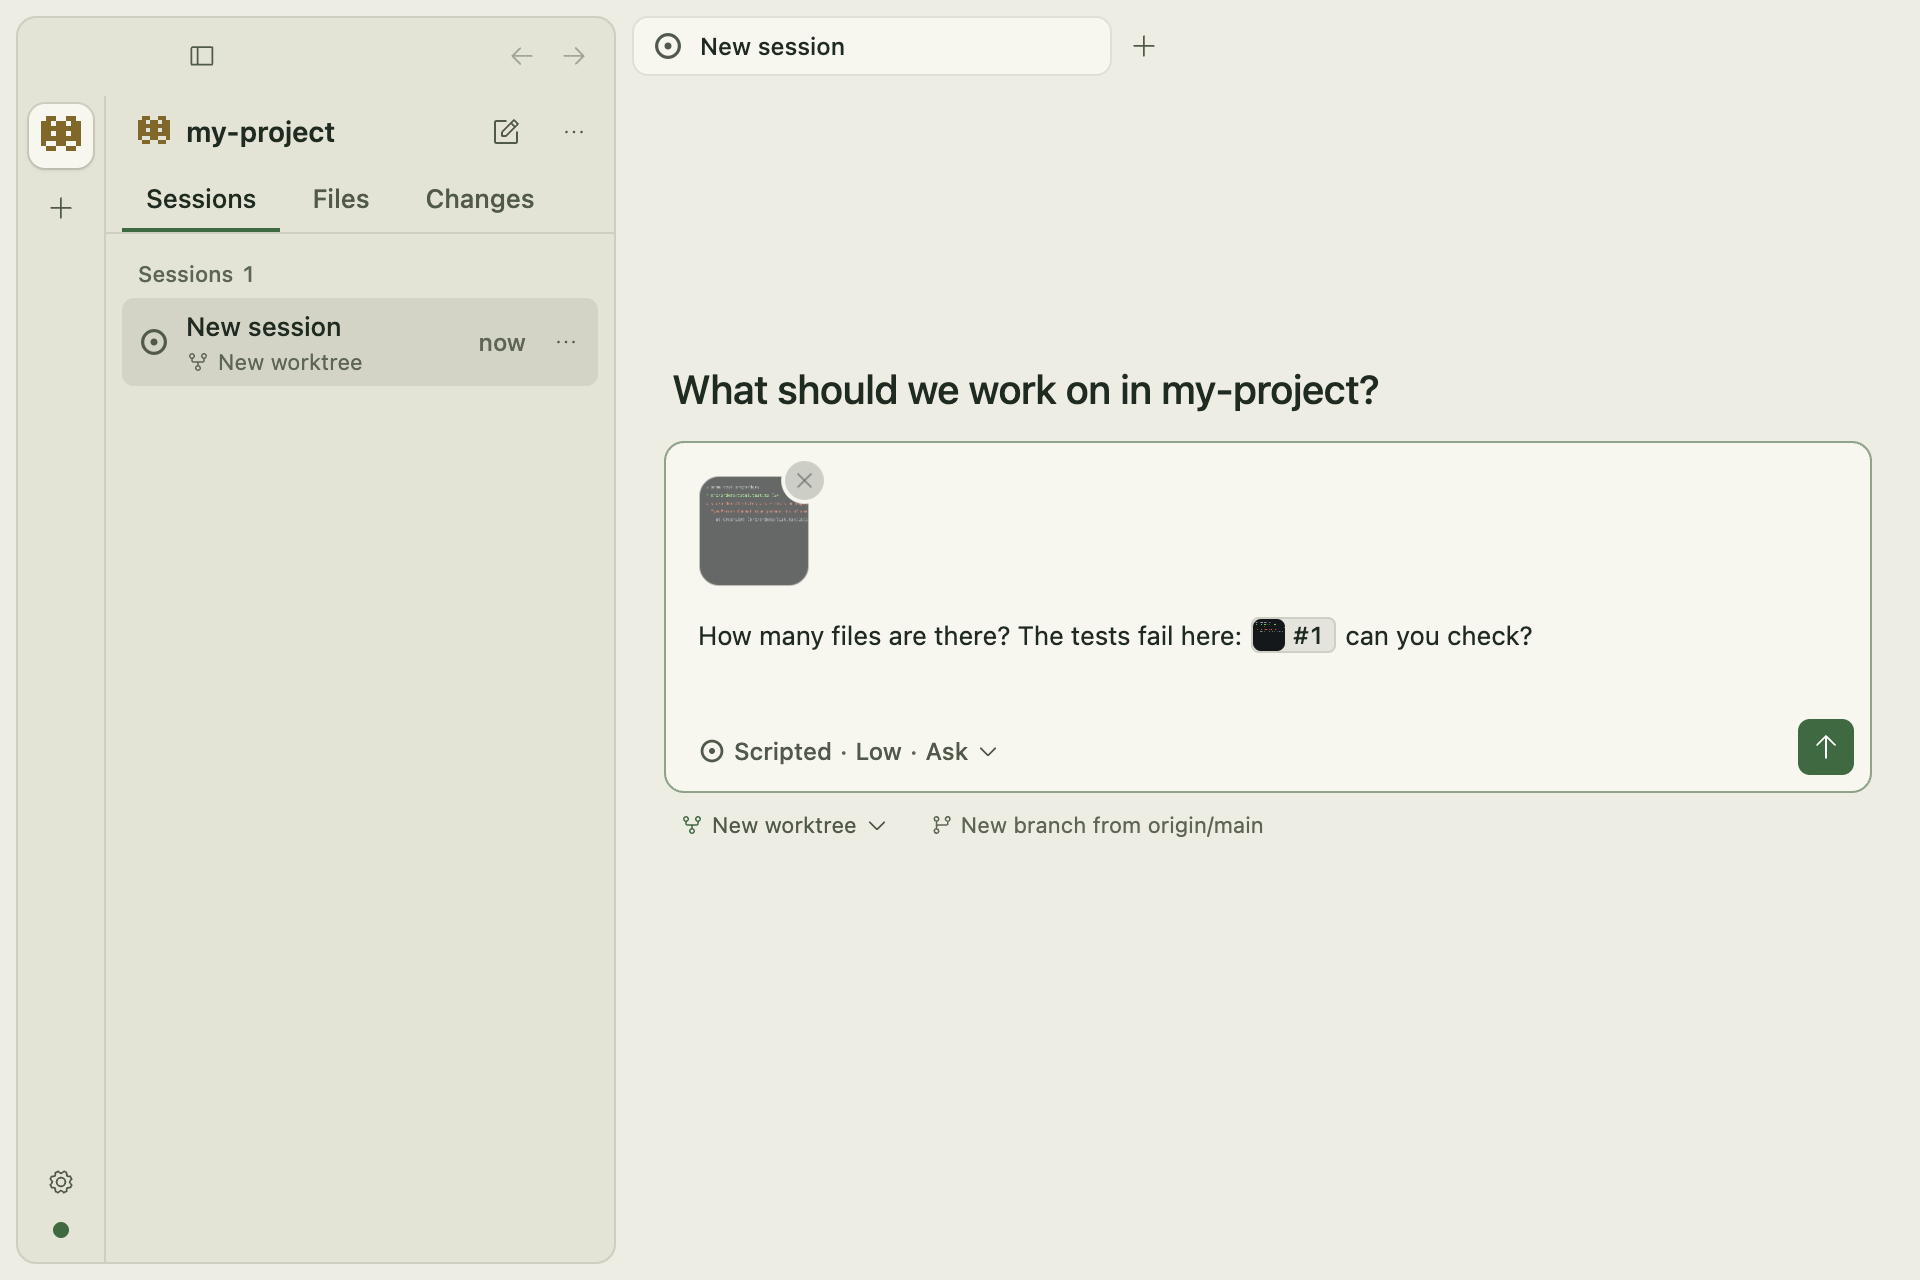 New session
my-project
Sessions
Files
Changes
Sessions 1
New session
now
New worktree
What should we work on in my-project?
How many files are there? The tests fail here: #1 can you check?
Scripted · Low · Ask
New worktree
New branch from origin/main